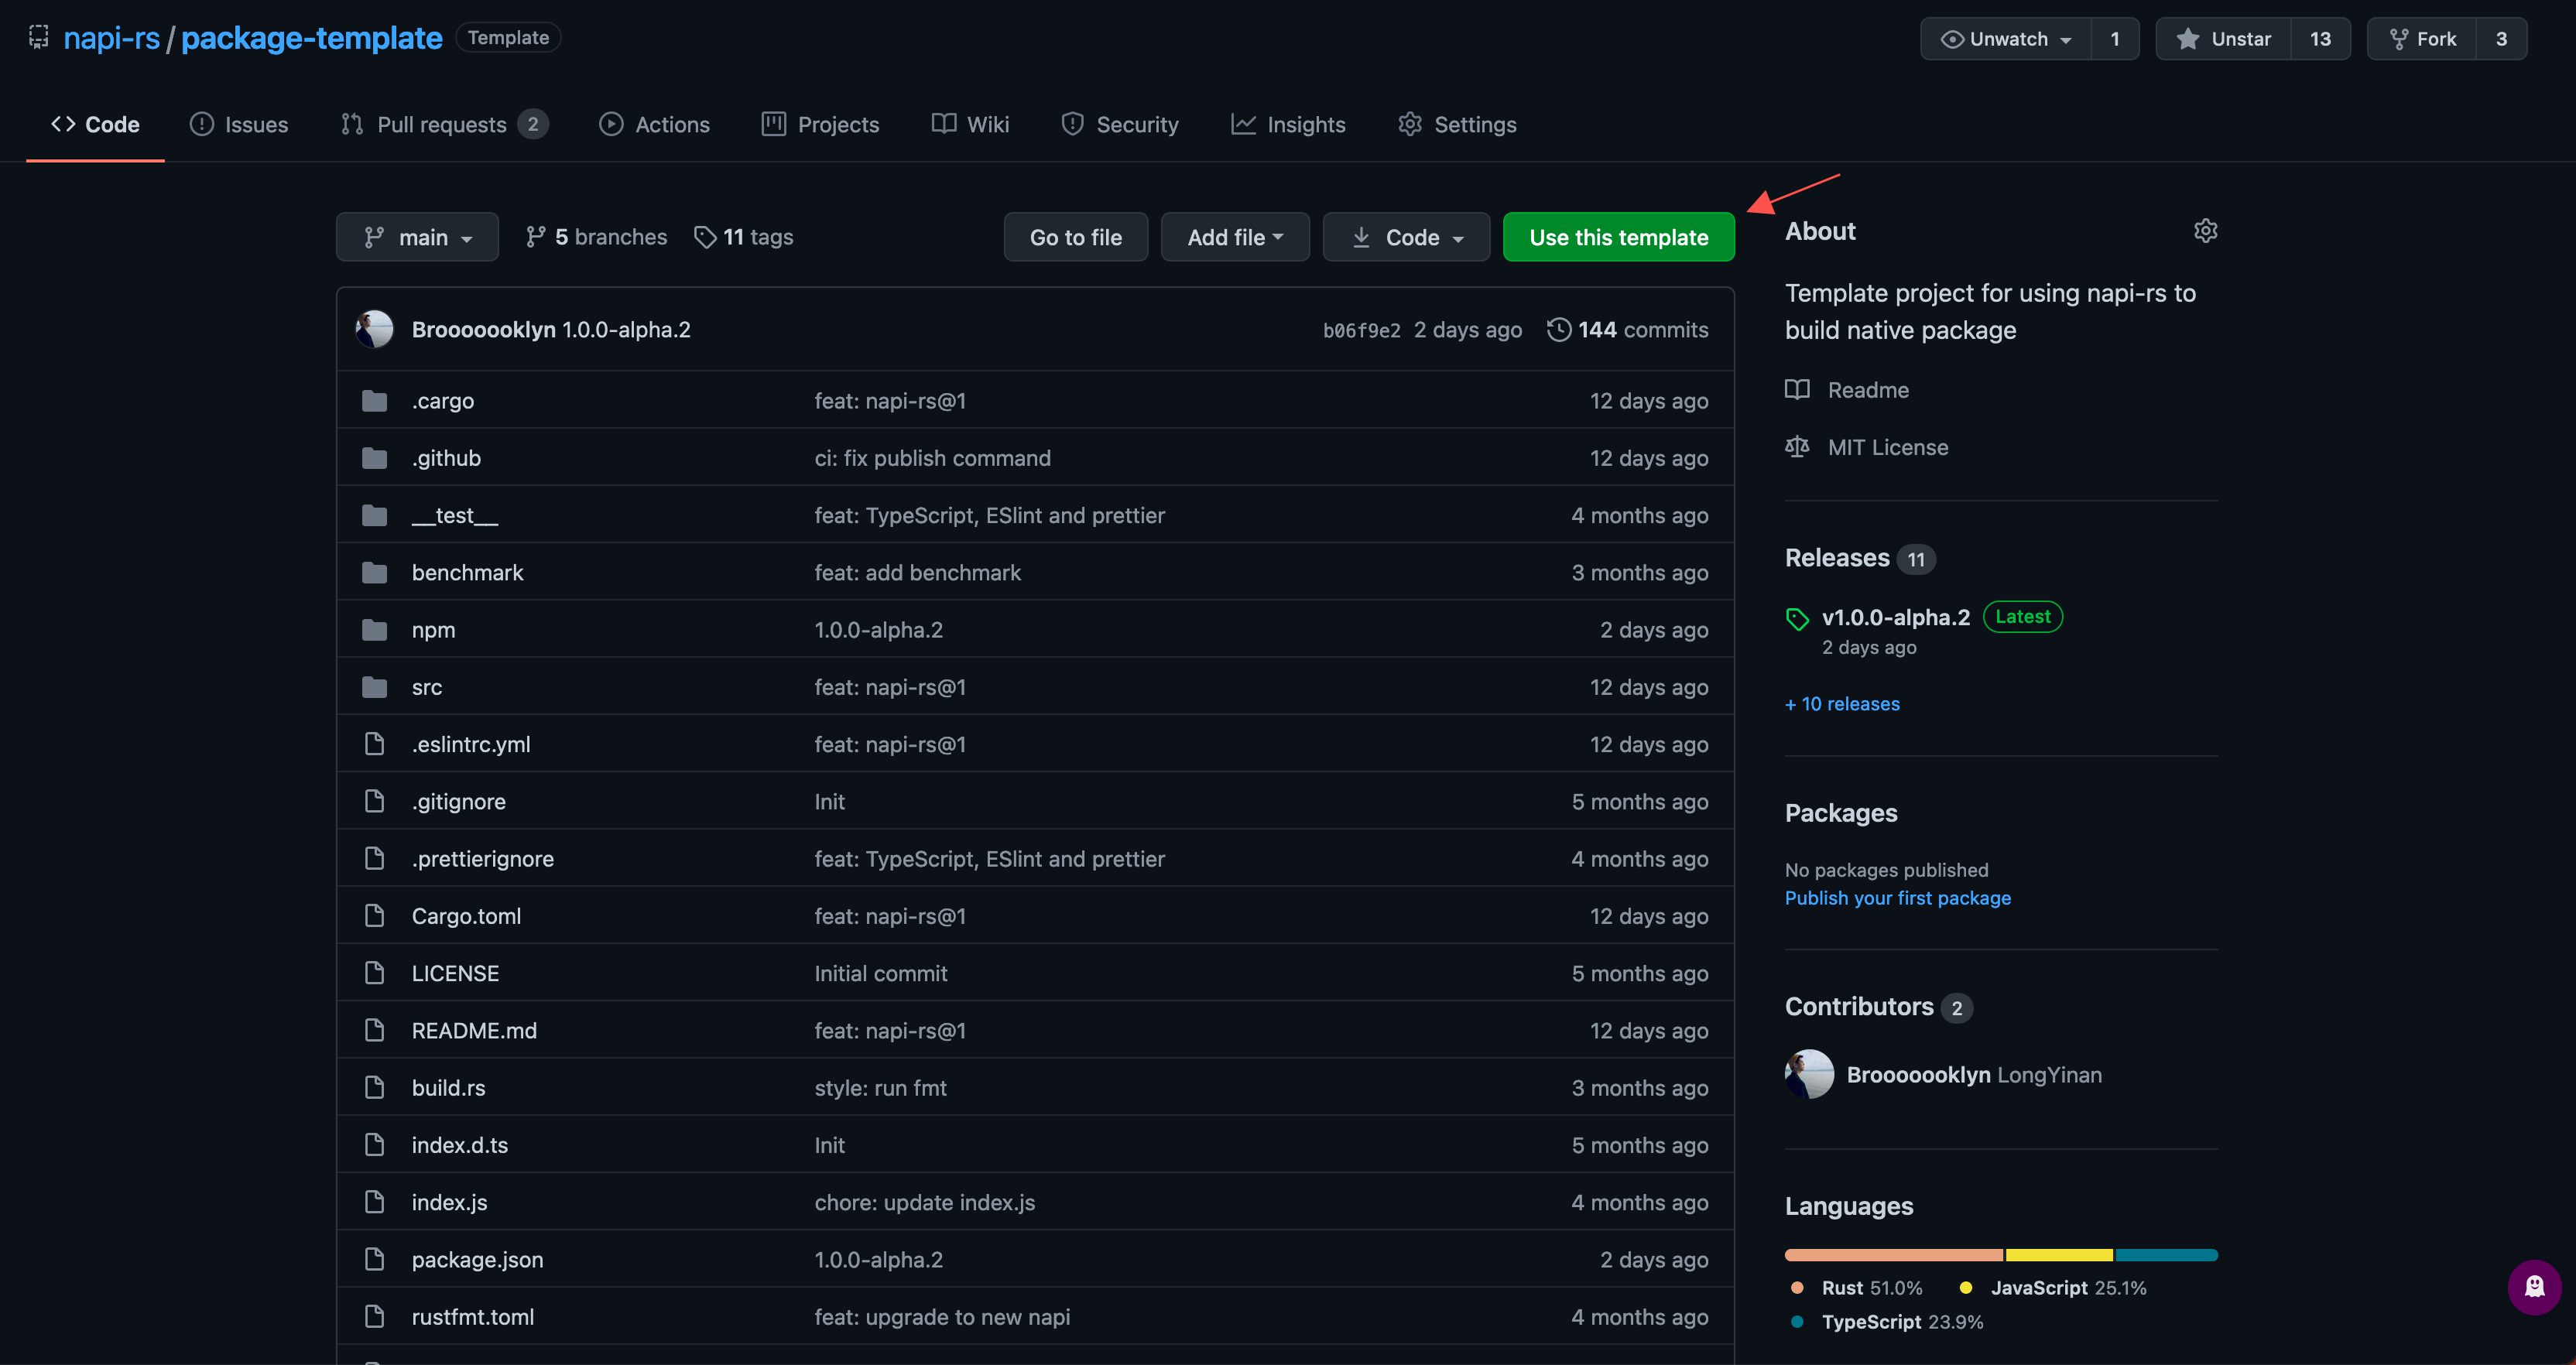 napi-rs / package-template Template Unwatch 1 Unstar 13 Fork 3
Code Issues Pull requests 2 Actions Projects Wiki Security Insights Settings
main 5 branches 11 tags Go to file Add file Code Use this template
Brooooooklyn 1.0.0-alpha.2 b06f9e2 2 days ago 144 commits
.cargo feat: napi-rs@1 12 days ago
.github ci: fix publish command 12 days ago
__test__ feat: TypeScript, ESlint and prettier 4 months ago
benchmark feat: add benchmark 3 months ago
npm 1.0.0-alpha.2 2 days ago
src feat: napi-rs@1 12 days ago
.eslintrc.yml feat: napi-rs@1 12 days ago
.gitignore Init 5 months ago
.prettierignore feat: TypeScript, ESlint and prettier 4 months ago
Cargo.toml feat: napi-rs@1 12 days ago
LICENSE Initial commit 5 months ago
README.md feat: napi-rs@1 12 days ago
build.rs style: run fmt 3 months ago
index.d.ts Init 5 months ago
index.js chore: update index.js 4 months ago
package.json 1.0.0-alpha.2 2 days ago
rustfmt.toml feat: upgrade to new napi 4 months ago
About
Template project for using napi-rs to
build native package
Readme
MIT License
Releases 11
v1.0.0-alpha.2 Latest
2 days ago
+ 10 releases
Packages
No packages published
Publish your first package
Contributors 2
Brooooooklyn LongYinan
Languages
Rust 51.0% JavaScript 25.1%
TypeScript 23.9%